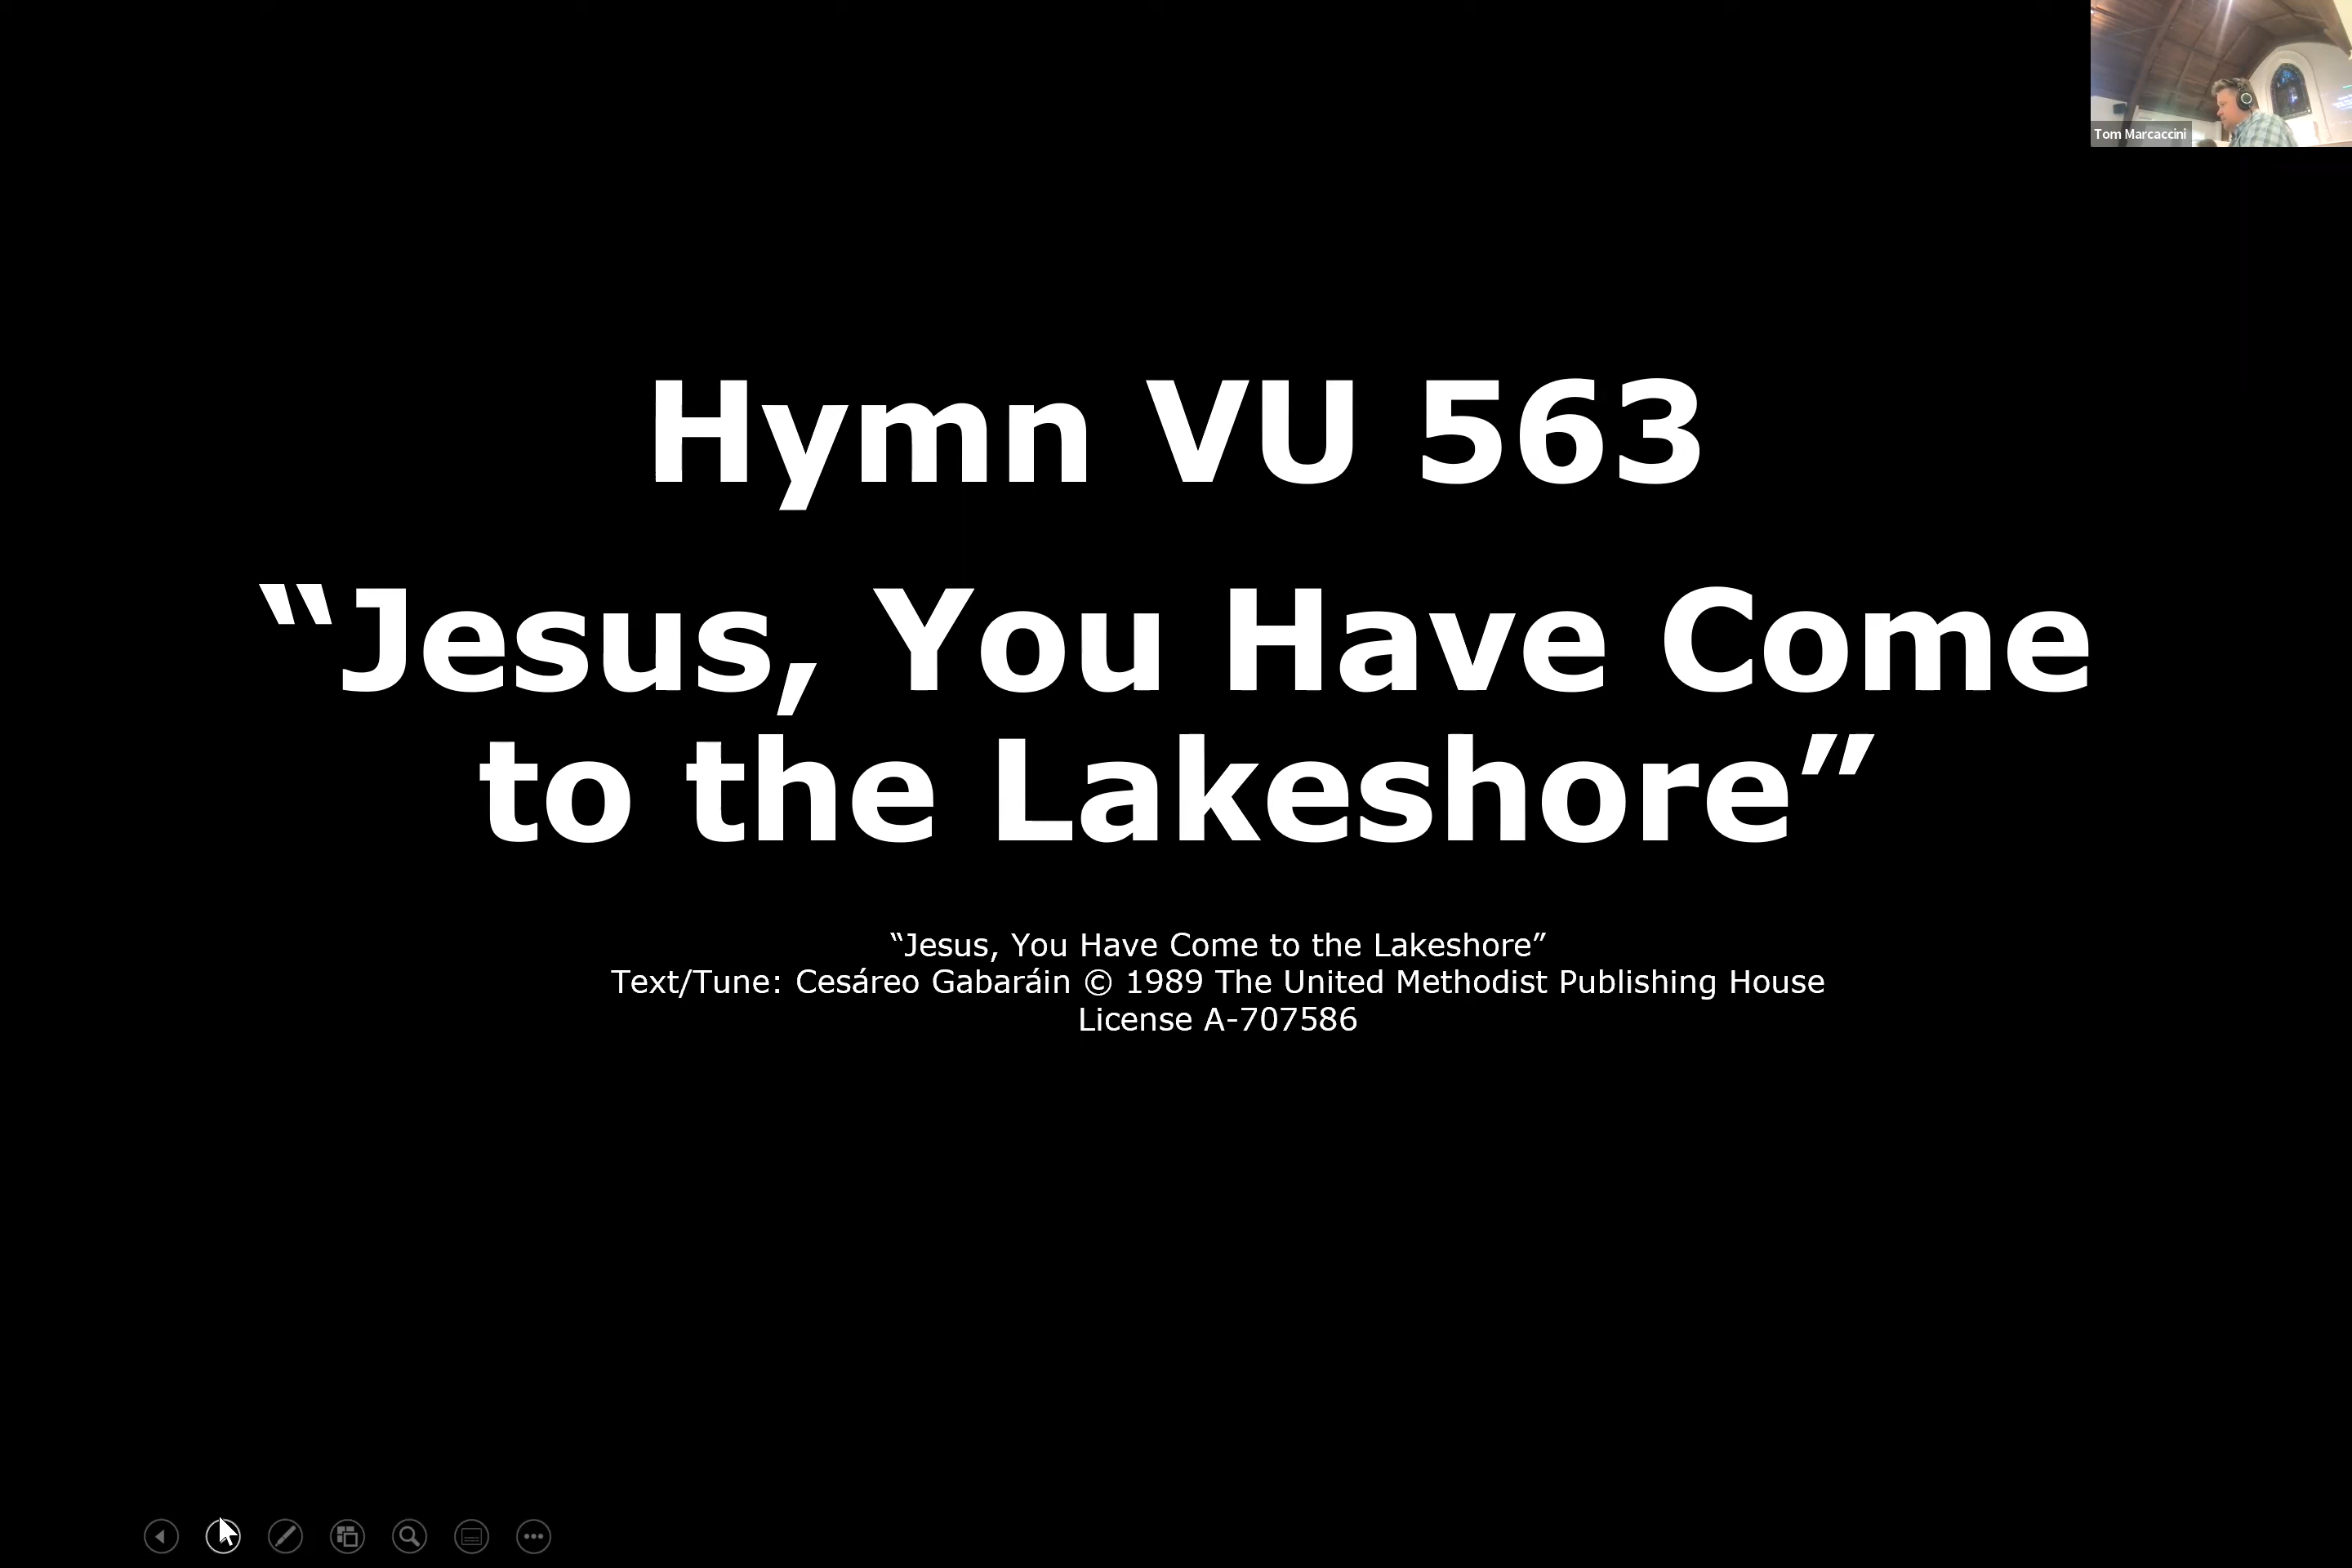 Tom Marcaccini
Hymn VU 563
“Jesus, You Have Come
to the Lakeshore”
“Jesus, You Have Come to the Lakeshore”
Text/Tune: Cesáreo Gabaráin © 1989 The United Methodist Publishing House
License A-707586